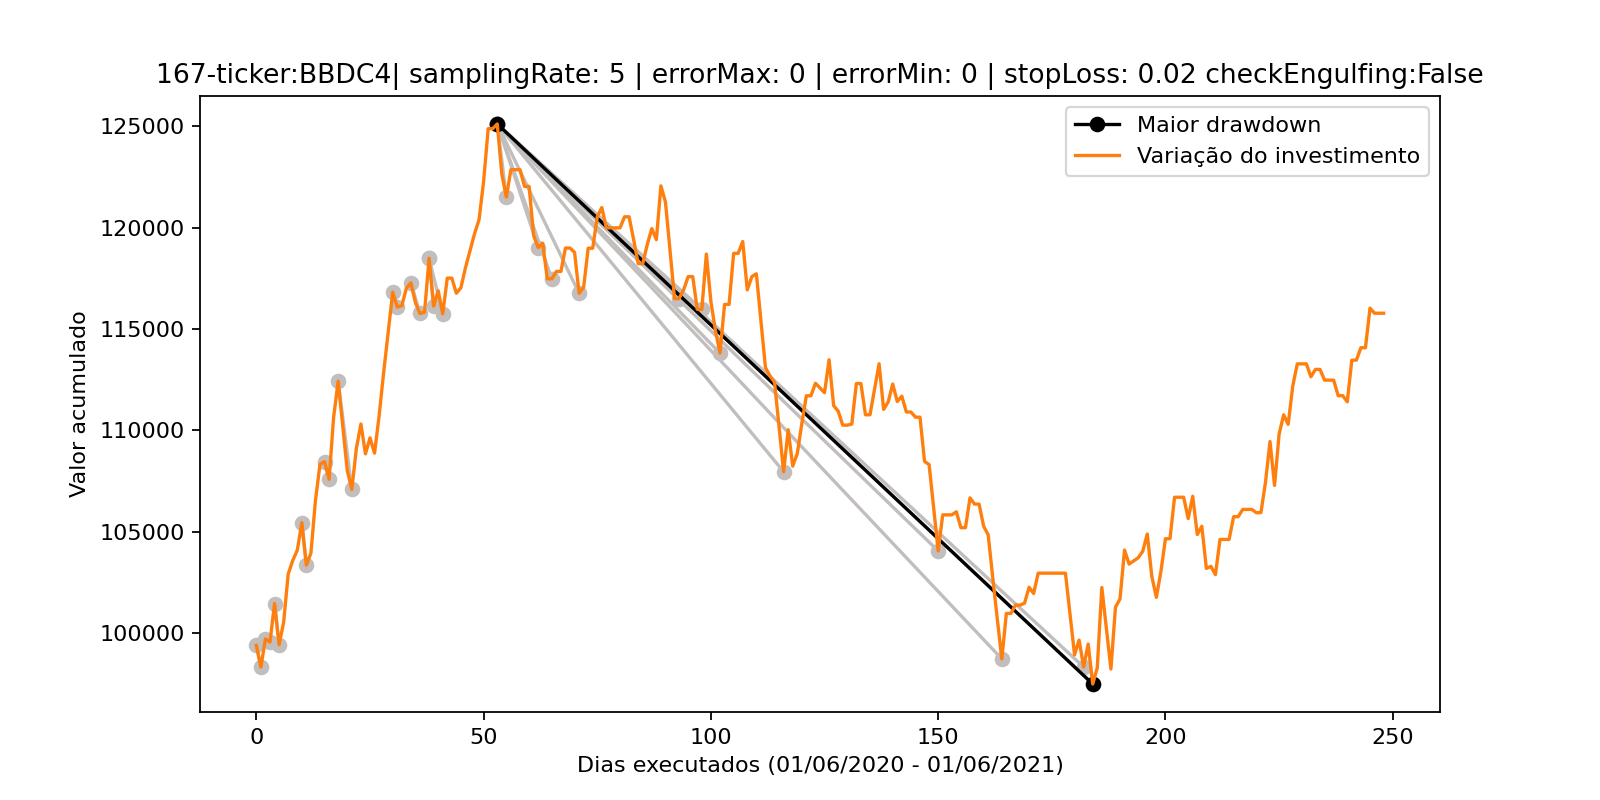 167-ticker:BBDC4| samplingRate: 5 | errorMax: 0 | errorMin: 0 | stopLoss: 0.02 checkEngulfing:False
Maior drawdown
Variação do investimento
Valor acumulado
125000
120000
115000
110000
105000
100000
0 50 100 150 200 250
Dias executados (01/06/2020 - 01/06/2021)